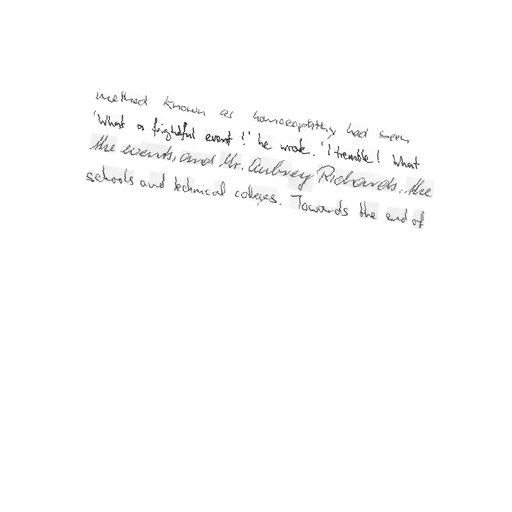 method known as homoeopathy had seen
'What a frightful event!' he wrote. 'I tremble! What
the events, and Mr. Aubrey Richards, the
schools and technical colleges. Towards the end of